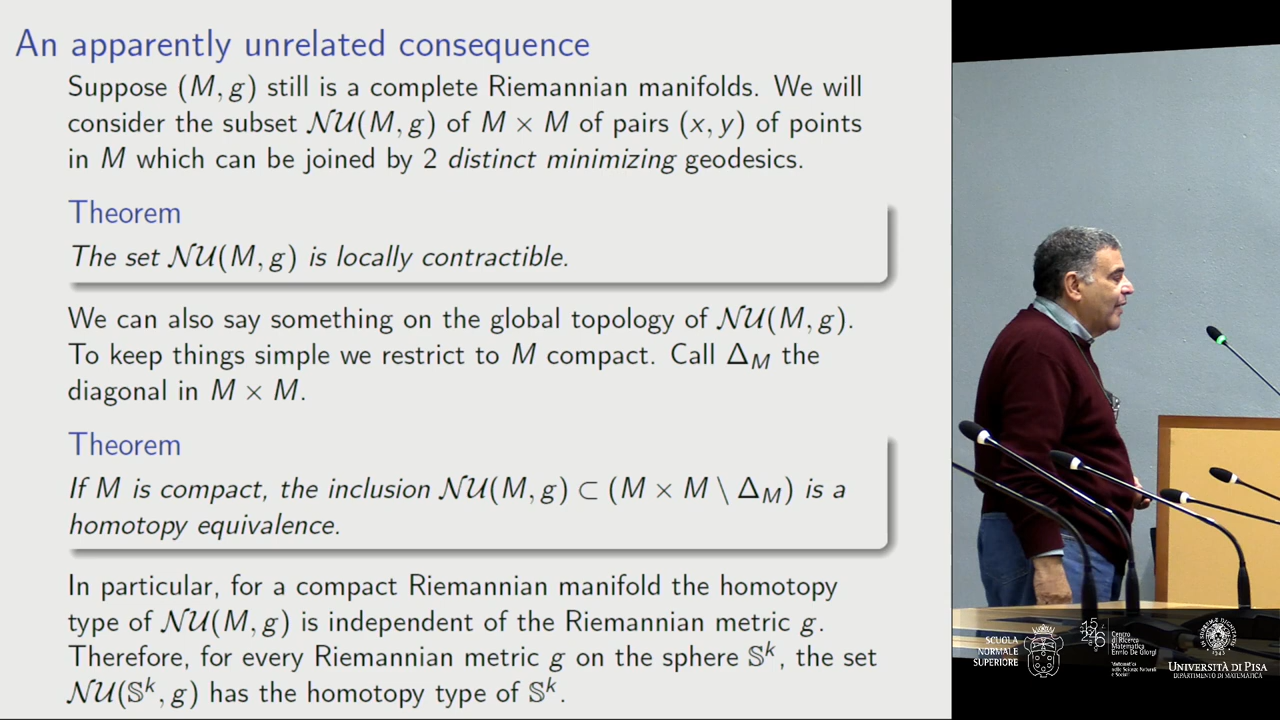 An apparently unrelated consequence
Suppose (M, g) still is a complete Riemannian manifolds. We will
consider the subset 𝒩𝒰(M, g) of M × M of pairs (x, y) of points
in M which can be joined by 2 distinct minimizing geodesics.
Theorem
The set 𝒩𝒰(M, g) is locally contractible.
We can also say something on the global topology of 𝒩𝒰(M, g).
To keep things simple we restrict to M compact. Call Δ_M the
diagonal in M × M.
Theorem
If M is compact, the inclusion 𝒩𝒰(M, g) ⊂ (M × M \ Δ_M) is a
homotopy equivalence.
In particular, for a compact Riemannian manifold the homotopy
type of 𝒩𝒰(M, g) is independent of the Riemannian metric g.
Therefore, for every Riemannian metric g on the sphere 𝕊^k, the set
𝒩𝒰(𝕊^k, g) has the homotopy type of 𝕊^k.
SCUOLA
NORMALE
SUPERIORE
Centro
di Ricerca
Matematica
Ennio De Giorgi
UNIVERSITÀ DI PISA
DIPARTIMENTO DI MATEMATICA